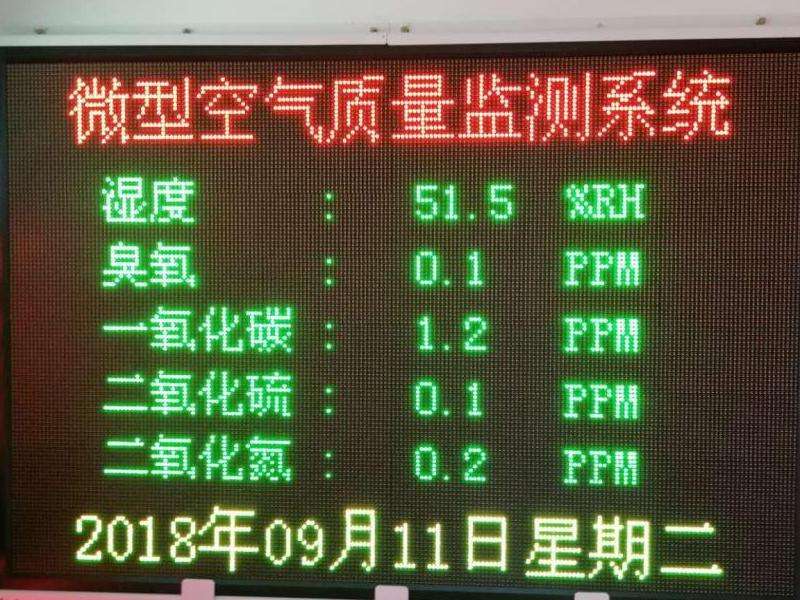 微型空气质量监测系统
湿度 : 51.5 %RH
臭氧 : 0.1 PPM
一氧化碳 : 1.2 PPM
二氧化硫 : 0.1 PPM
二氧化氮 : 0.2 PPM
2018年09月11日星期二